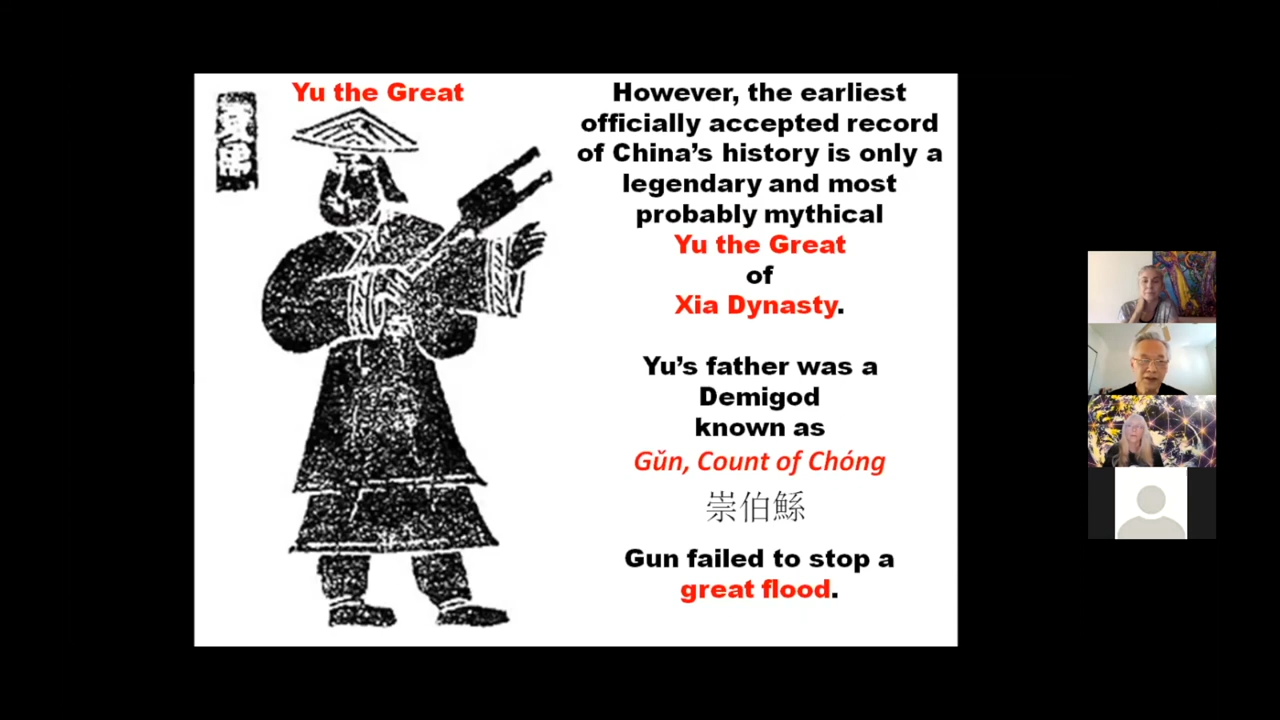 Yu the Great
However, the earliest
officially accepted record
of China’s history is only a
legendary and most
probably mythical
Yu the Great
of
Xia Dynasty.
Yu’s father was a
Demigod
known as
Gǔn, Count of Chóng
崇伯鯀
Gun failed to stop a
great flood.